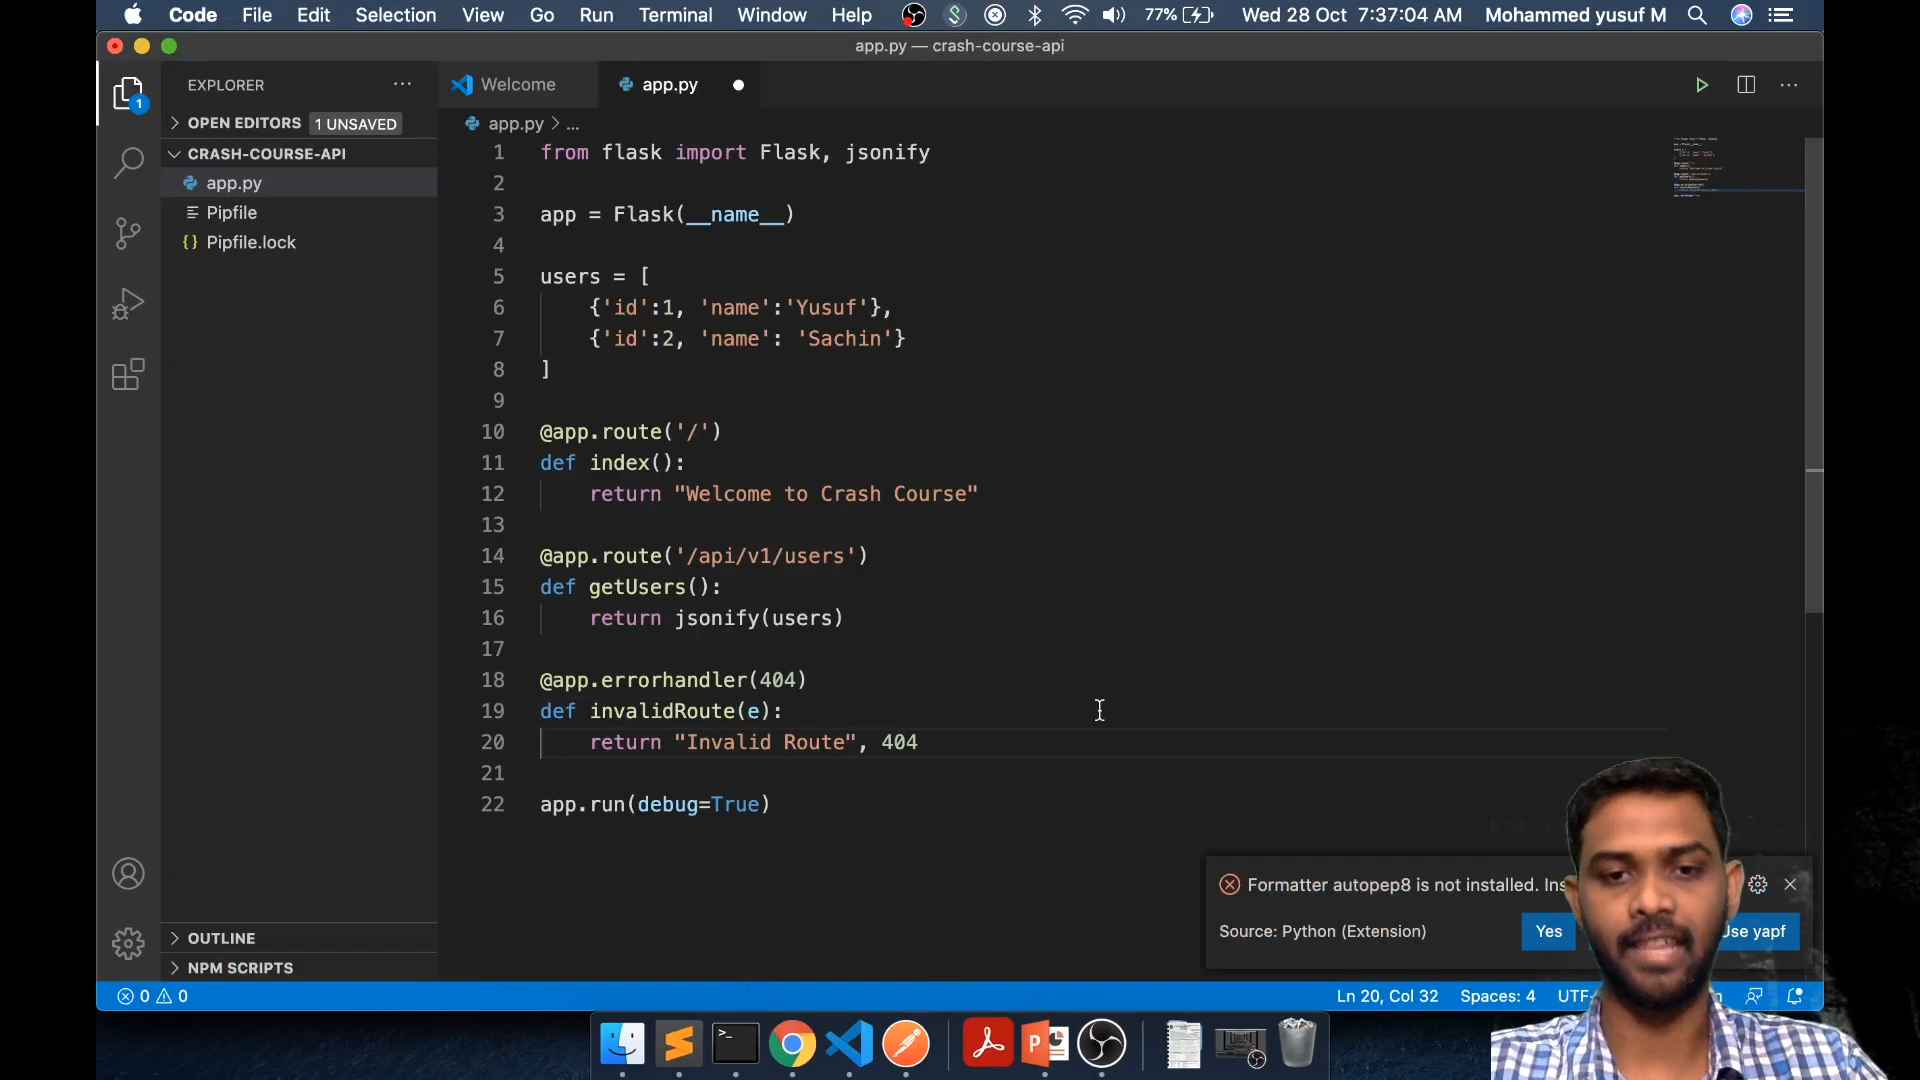 Code File Edit Selection View Go Run Terminal Window Help 77% Wed 28 Oct 7:37:04 AM Mohammed yusuf M
app.py — crash-course-api
EXPLORER
OPEN EDITORS 1 UNSAVED
CRASH-COURSE-API
app.py
Pipfile
Pipfile.lock
OUTLINE
NPM SCRIPTS
1
Welcome app.py
app.py > ...
1 from flask import Flask, jsonify
2
3 app = Flask(__name__)
4
5 users = [
6 {'id':1, 'name':'Yusuf'},
7 {'id':2, 'name': 'Sachin'}
8 ]
9
10 @app.route('/')
11 def index():
12 return "Welcome to Crash Course"
13
14 @app.route('/api/v1/users')
15 def getUsers():
16 return jsonify(users)
17
18 @app.errorhandler(404)
19 def invalidRoute(e):
20 return "Invalid Route", 404
21
22 app.run(debug=True)
Formatter autopep8 is not installed.
Source: Python (Extension) Yes Use yapf
0 0 Ln 20, Col 32 Spaces: 4